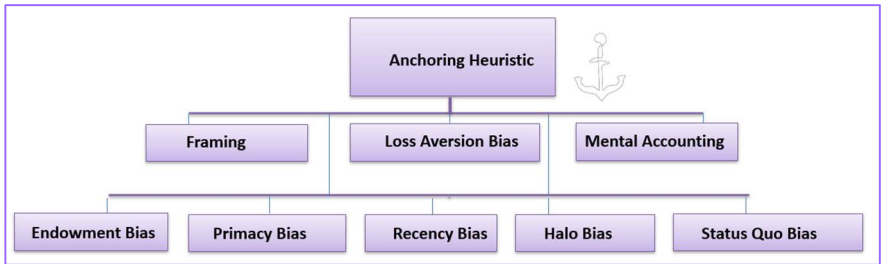 Anchoring Heuristic
Framing
Loss Aversion Bias
Mental Accounting
Endowment Bias
Primacy Bias
Recency Bias
Halo Bias
Status Quo Bias